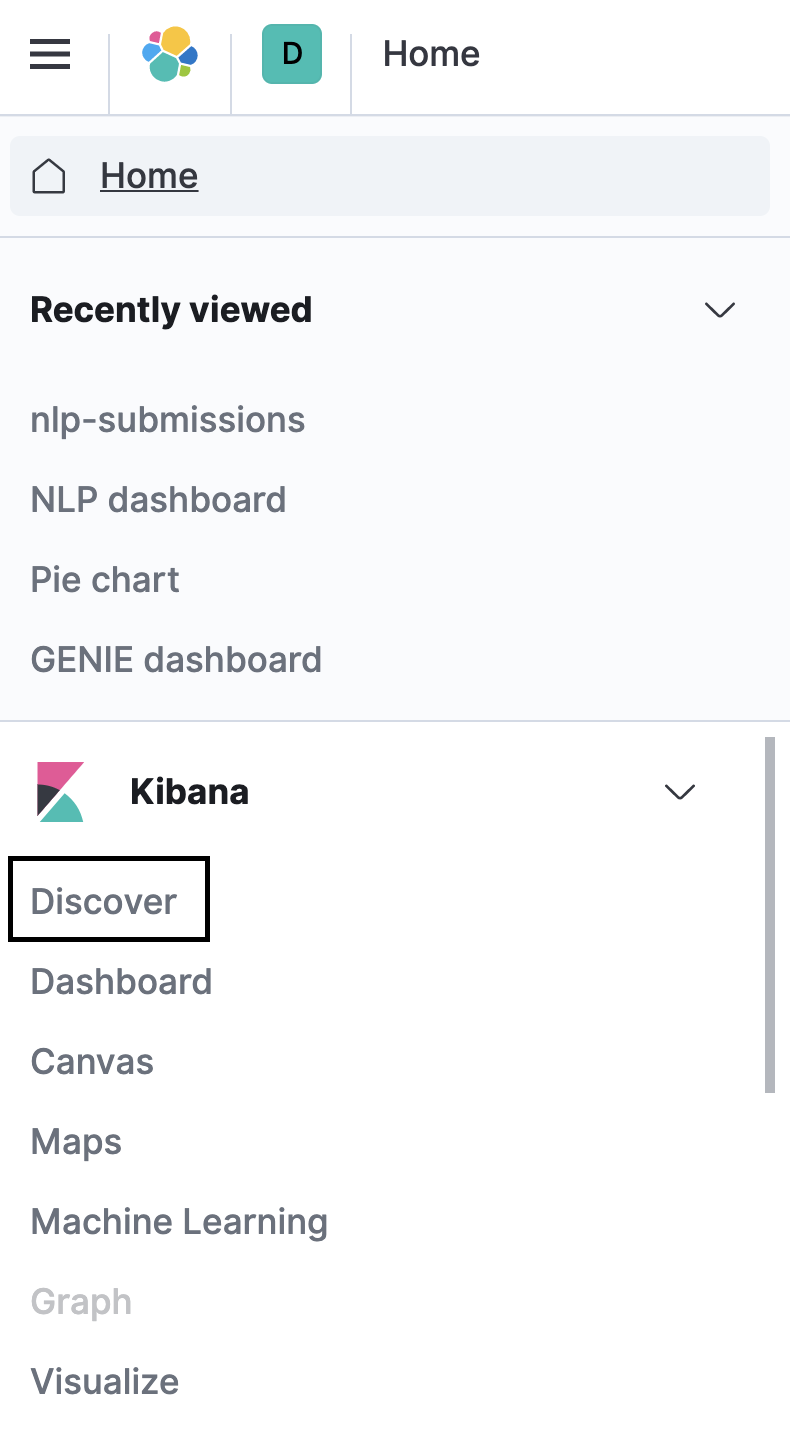 D
Home
Home
Recently viewed
nlp-submissions
NLP dashboard
Pie chart
GENIE dashboard
Kibana
Discover
Dashboard
Canvas
Maps
Machine Learning
Graph
Visualize